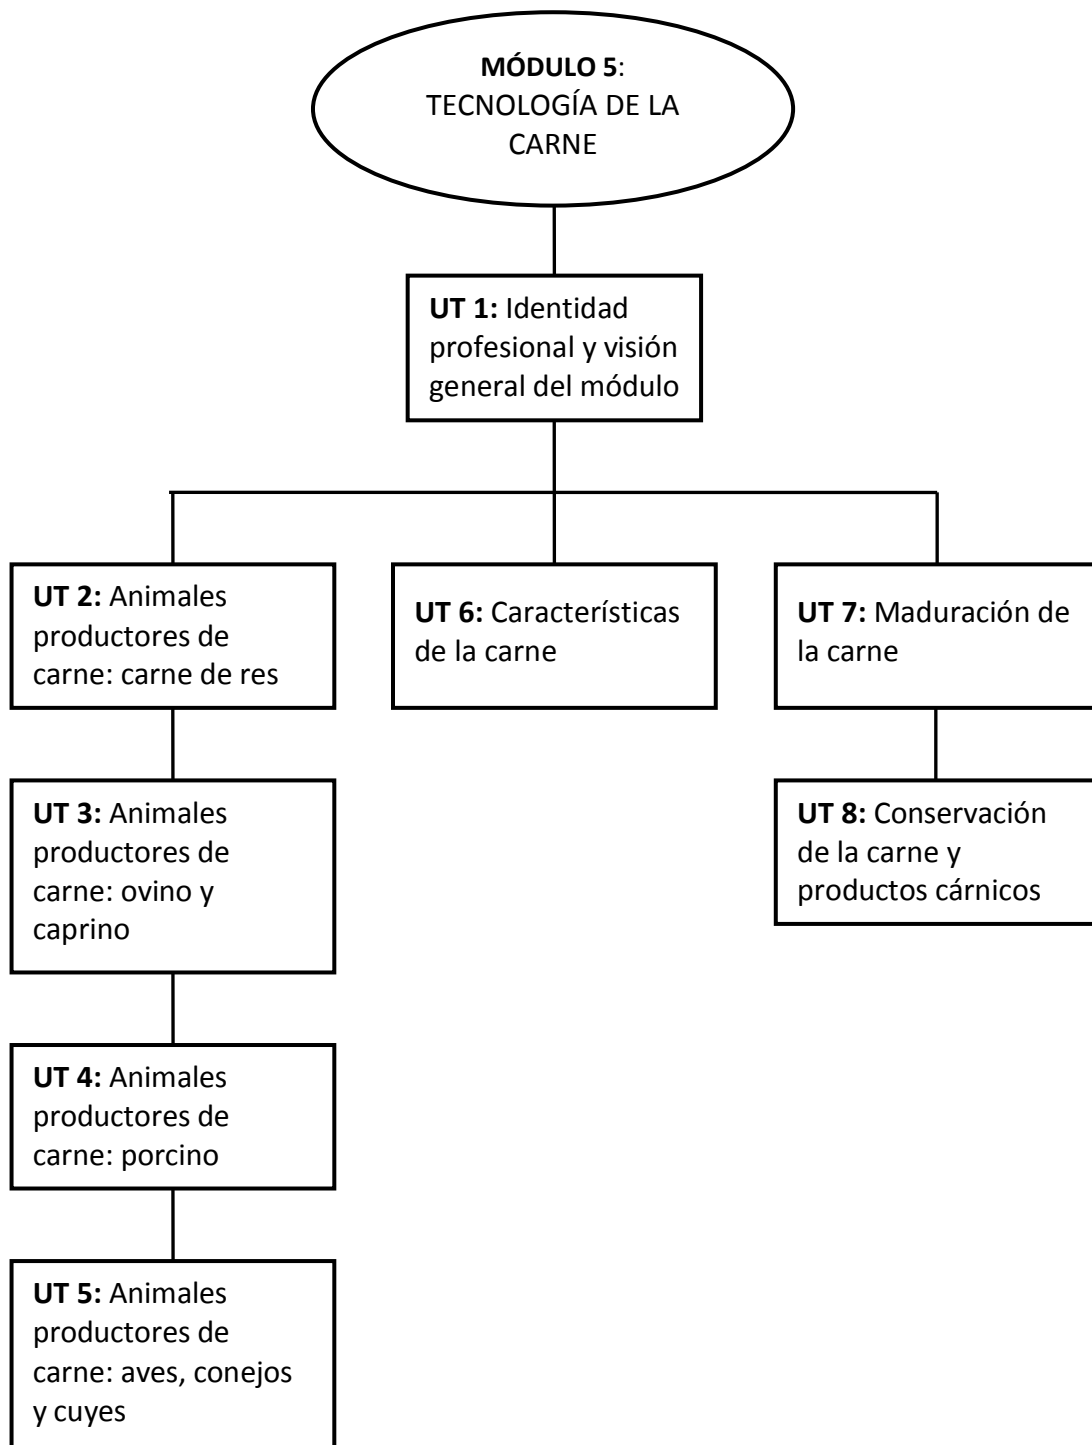 MÓDULO 5:
TECNOLOGÍA DE LA
CARNE
UT 1: Identidad
profesional y visión
general del módulo
UT 2: Animales
productores de
carne: carne de res
UT 6: Características
de la carne
UT 7: Maduración de
la carne
UT 3: Animales
productores de
carne: ovino y
caprino
UT 8: Conservación
de la carne y
productos cárnicos
UT 4: Animales
productores de
carne: porcino
UT 5: Animales
productores de
carne: aves, conejos
y cuyes